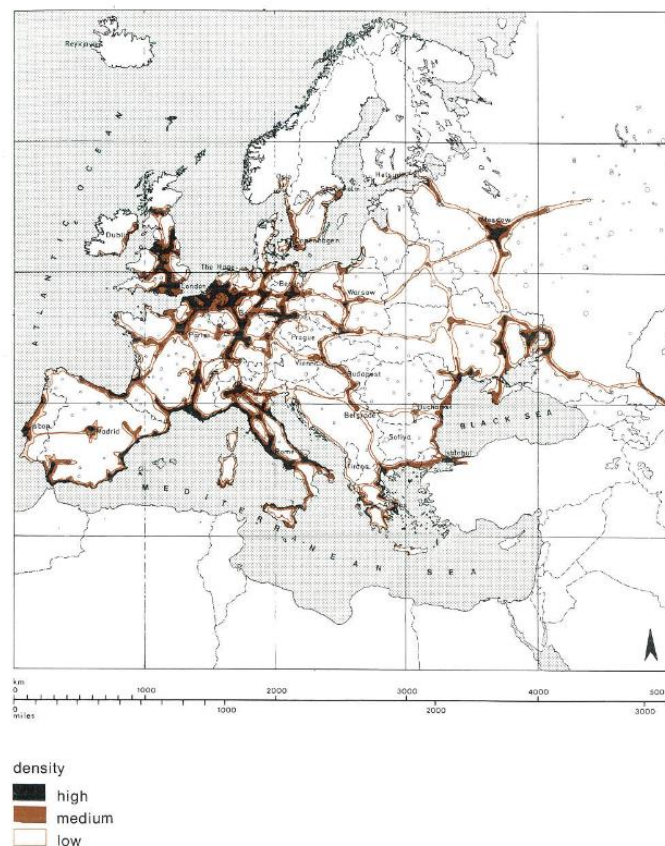 Reykjavik
ATLANTIC OCEAN
Helsinki
Moscow
Dublin
Copenhagen
The Hague
London
Warsaw
Prague
Vienna
Budapest
Belgrade
Bucharest
BLACK SEA
Madrid
Rome
Sofiya
Istanbul
MEDITERRANEAN SEA
km
0 1000 2000 3000 4000
0 1000 2000 3000
miles
density
high
medium
low